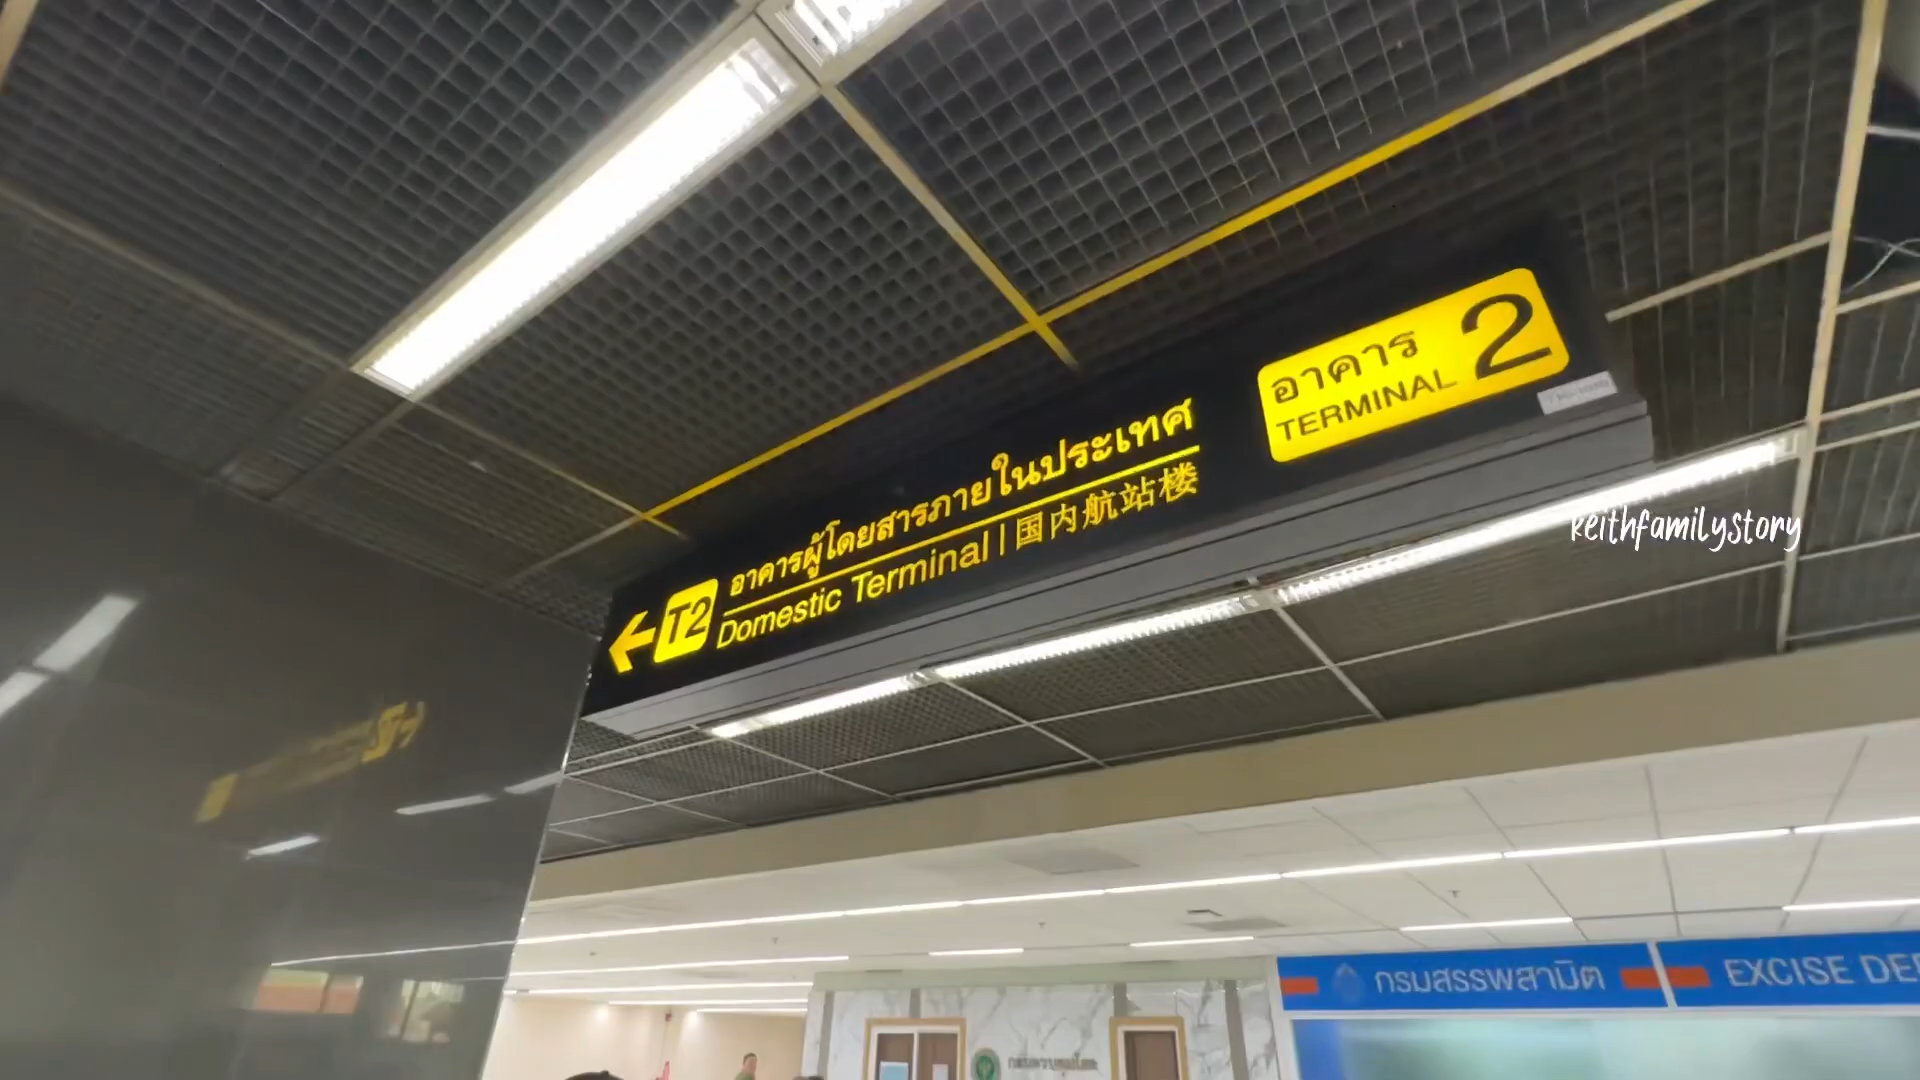 อาคาร 2
TERMINAL
T2 อาคารผู้โดยสารภายในประเทศ
Domestic Terminal | 国内航站楼
keithfamilystory
กรมสรรพสามิต
EXCISE